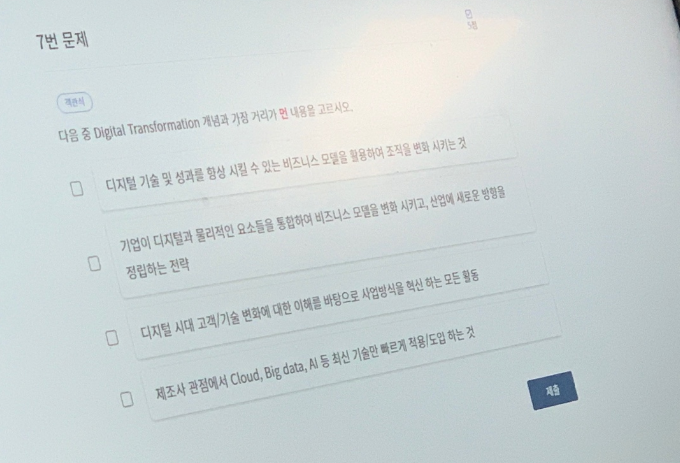 7번 문제
객관식
다음 중 Digital Transformation 개념과 가장 거리가 먼 내용을 고르시오.
디지털 기술 및 성과를 향상 시킬 수 있는 비즈니스 모델을 활용하여 조직을 변화 시키는 것
기업이 디지털과 물리적인 요소들을 통합하여 비즈니스 모델을 변화 시키고, 산업에 새로운 방향을
정립하는 전략
디지털 시대 고객/기술 변화에 대한 이해를 바탕으로 사업방식을 혁신 하는 모든 활동
제조사 관점에서 Cloud, Big data, AI 등 최신 기술만 빠르게 적용/도입 하는 것
제출